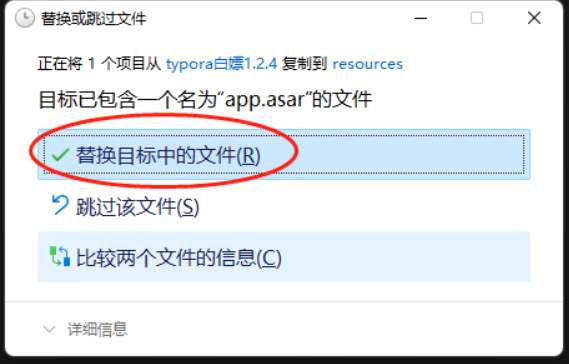 替换或跳过文件
正在将 1 个项目从 typora白嫖1.2.4 复制到 resources
目标已包含一个名为“app.asar”的文件
替换目标中的文件(R)
跳过该文件(S)
比较两个文件的信息(C)
详细信息